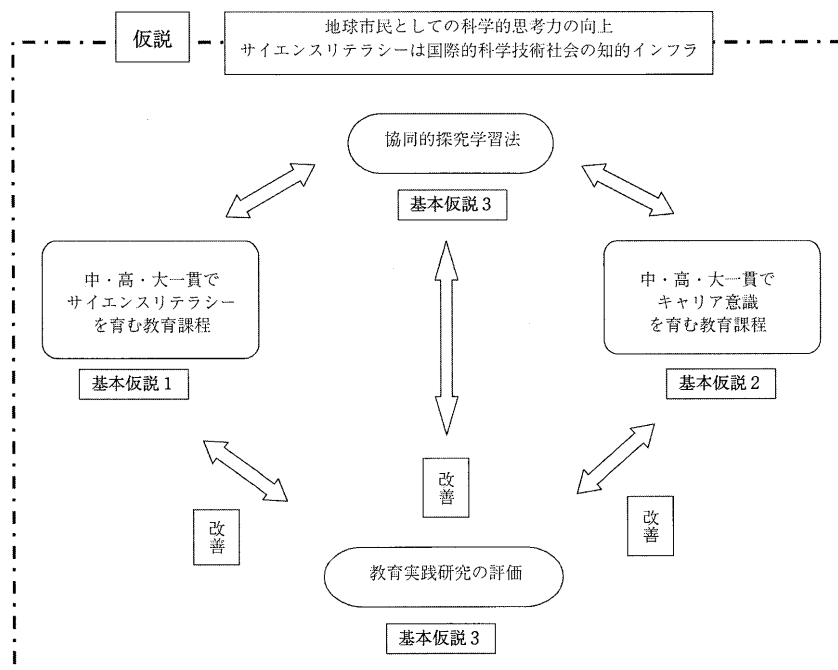 仮説
地球市民としての科学的思考力の向上
サイエンスリテラシーは国際的科学技術社会の知的インフラ
協同的探究学習法
基本仮説3
中・高・大一貫で
サイエンスリテラシー
を育む教育課程
基本仮説1
中・高・大一貫で
キャリア意識
を育む教育課程
基本仮説2
改善
改善
改善
教育実践研究の評価
基本仮説3